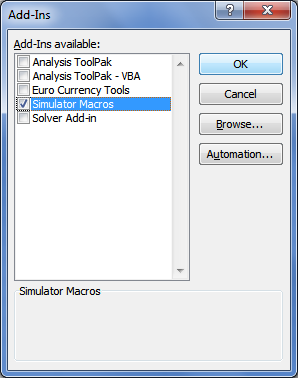 Add-Ins
Add-Ins available:
Analysis ToolPak
Analysis ToolPak - VBA
Euro Currency Tools
Simulator Macros
Solver Add-in
OK
Cancel
Browse...
Automation...
Simulator Macros